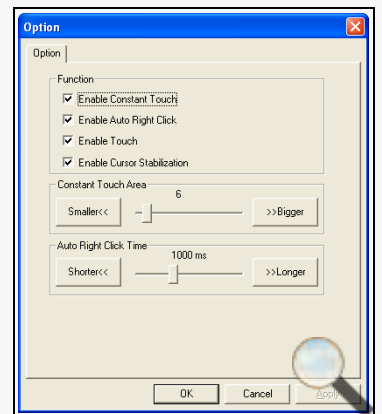 Option
Option
Function
Enable Constant Touch
Enable Auto Right Click
Enable Touch
Enable Cursor Stabilization
Constant Touch Area
6
Smaller<< >>Bigger
Auto Right Click Time
1000 ms
Shorter<< >>Longer
OK Cancel Apply